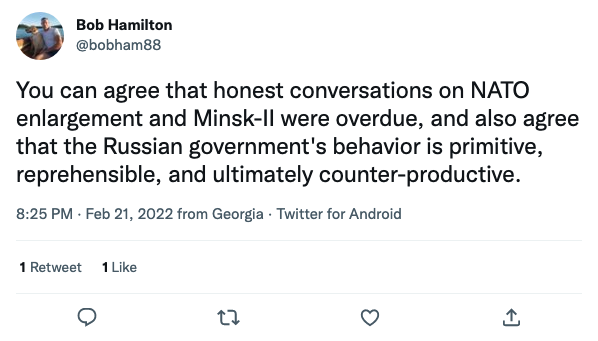 Bob Hamilton
@bobham88
You can agree that honest conversations on NATO
enlargement and Minsk-II were overdue, and also agree
that the Russian government's behavior is primitive,
reprehensible, and ultimately counter-productive.
8:25 PM · Feb 21, 2022 from Georgia · Twitter for Android
1 Retweet 1 Like